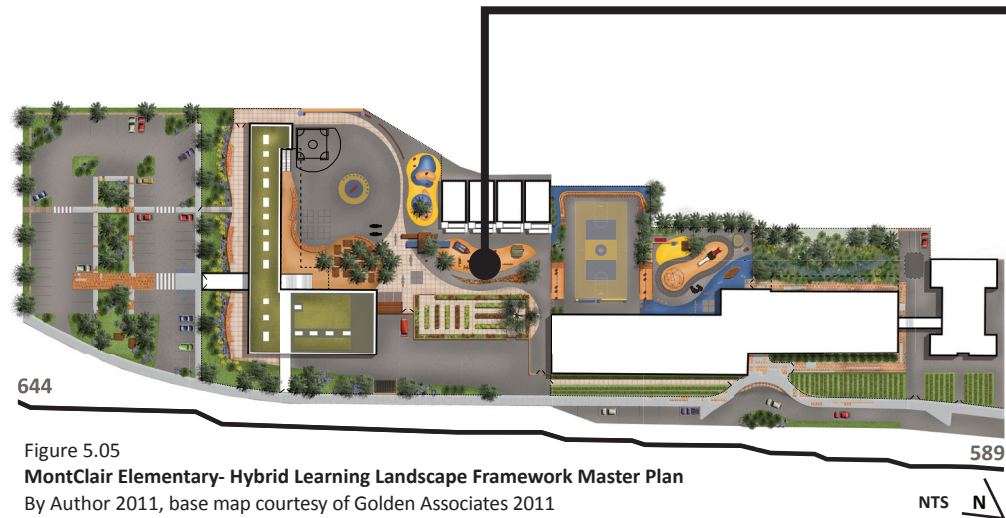 644
589
Figure 5.05
MontClair Elementary- Hybrid Learning Landscape Framework Master Plan
By Author 2011, base map courtesy of Golden Associates 2011
NTS N